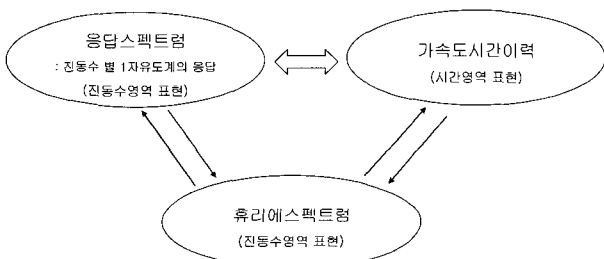 응답스펙트럼
: 진동수 별 1자유도계의 응답
(진동수영역 표현)
가속도시간이력
(시간영역 표현)
휴리에스펙트럼
(진동수영역 표현)